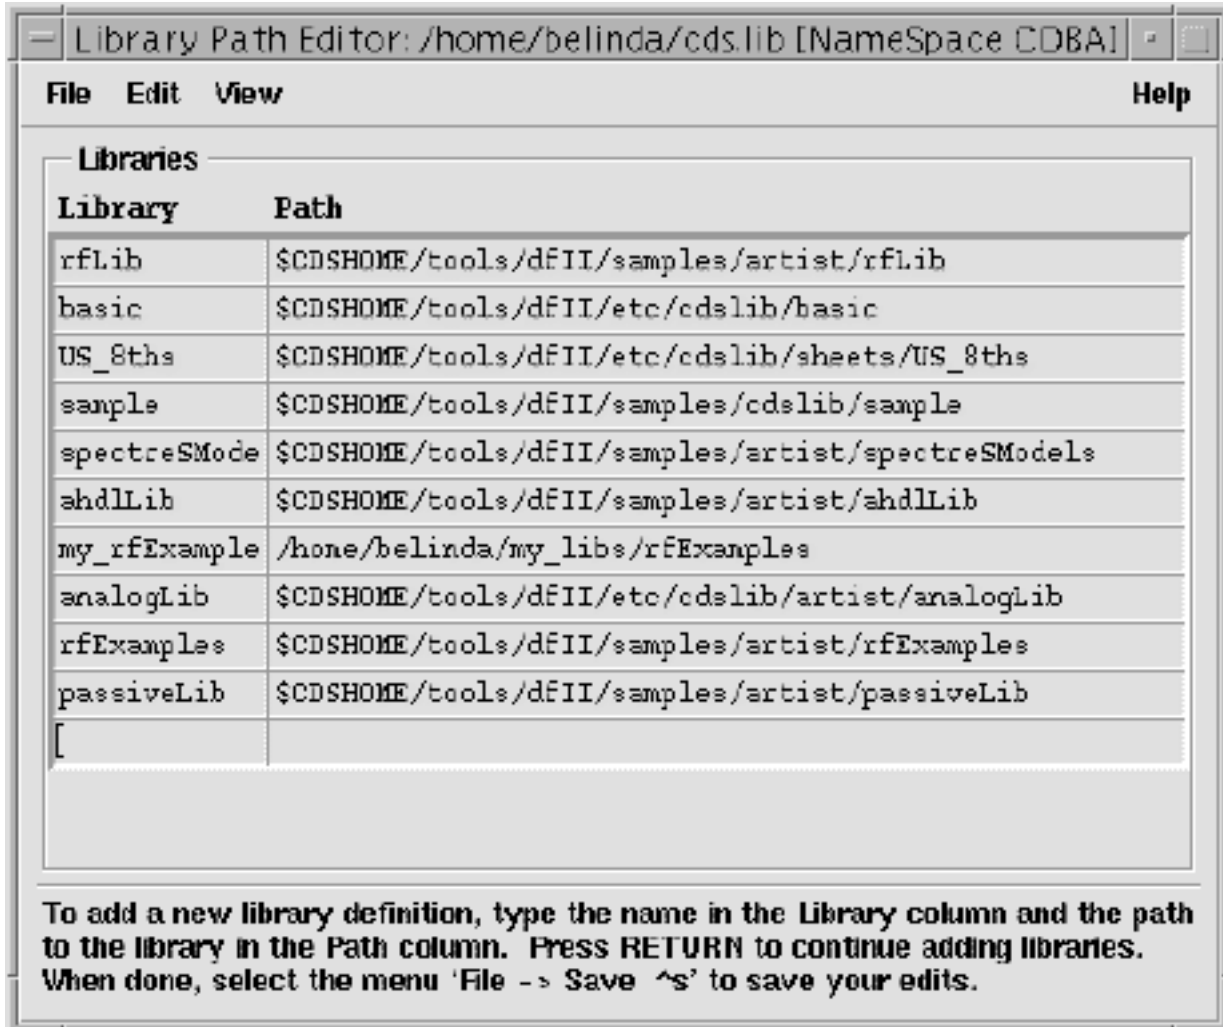 Library Path Editor: /home/belinda/cds.lib [NameSpace CDBA]
File Edit View Help
Libraries
Library Path
rfLib $CDSHOME/tools/dfII/samples/artist/rfLib
basic $CDSHOME/tools/dfII/etc/cdslib/basic
US_8ths $CDSHOME/tools/dfII/etc/cdslib/sheets/US_8ths
sample $CDSHOME/tools/dfII/samples/cdslib/sample
spectreSMode $CDSHOME/tools/dfII/samples/artist/spectreSModels
ahdlLib $CDSHOME/tools/dfII/samples/artist/ahdlLib
my_rfExample /home/belinda/my_libs/rfExamples
analogLib $CDSHOME/tools/dfII/etc/cdslib/artist/analogLib
rfExamples $CDSHOME/tools/dfII/samples/artist/rfExamples
passiveLib $CDSHOME/tools/dfII/samples/artist/passiveLib
To add a new library definition, type the name in the Library column and the path
to the library in the Path column. Press RETURN to continue adding libraries.
When done, select the menu 'File -> Save ^s' to save your edits.